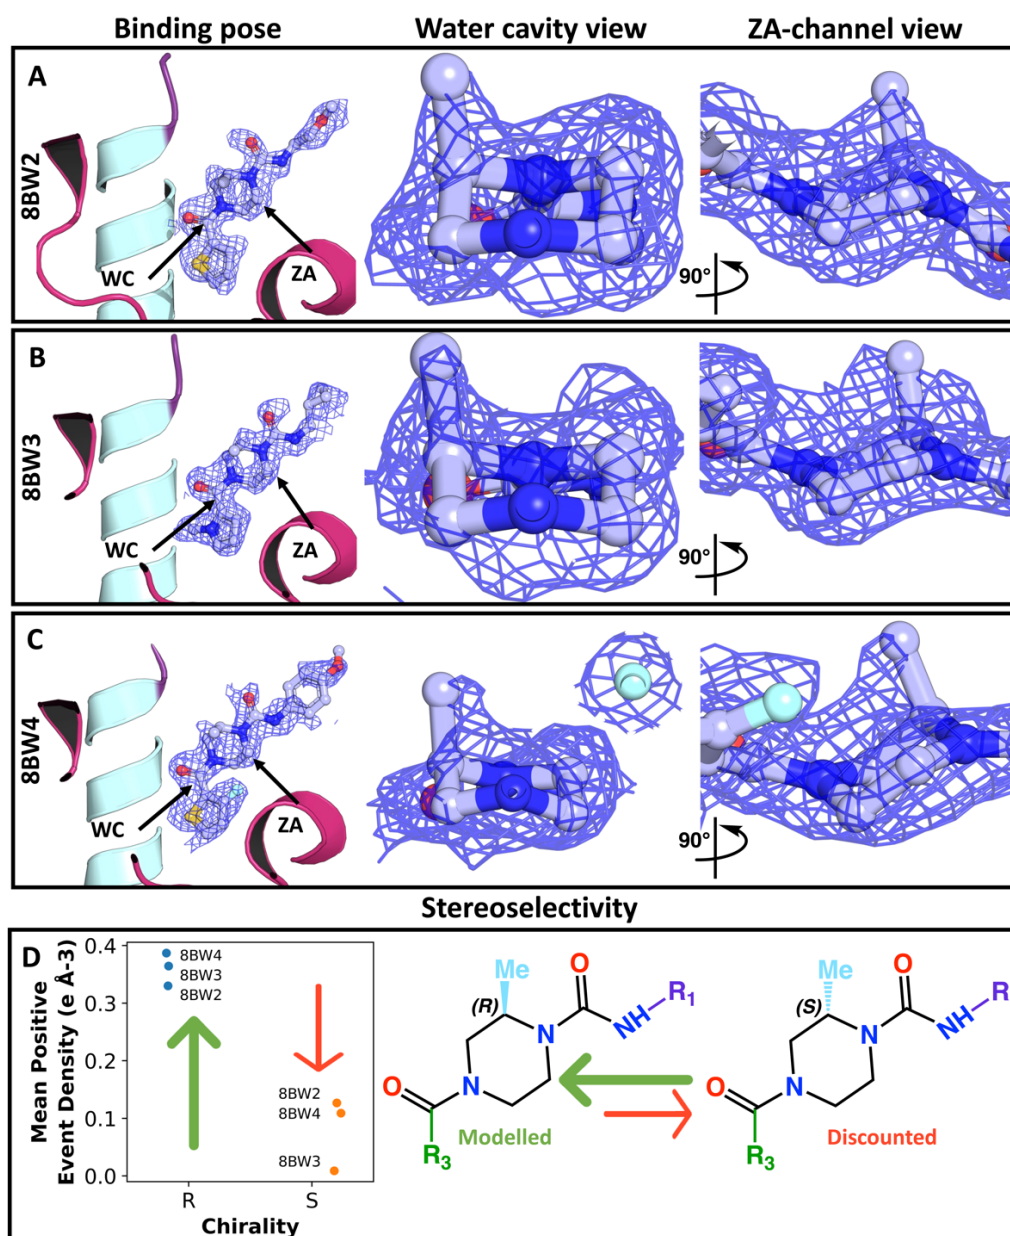 Binding pose
Water cavity view
ZA-channel view
A
8BW2
WC
ZA
90°
B
8BW3
WC
ZA
90°
C
8BW4
WC
ZA
90°
Stereoselectivity
D
Mean Positive
Event Density (e Å-3)
0.4
0.3
0.2
0.1
0.0
8BW4
8BW3
8BW2
8BW2
8BW4
8BW3
R
S
Chirality
Me
O
(R)
R1
N
NH
O
N
Modelled
R3
Me
O
(S)
R
N
NH
O
N
Discounted
R3